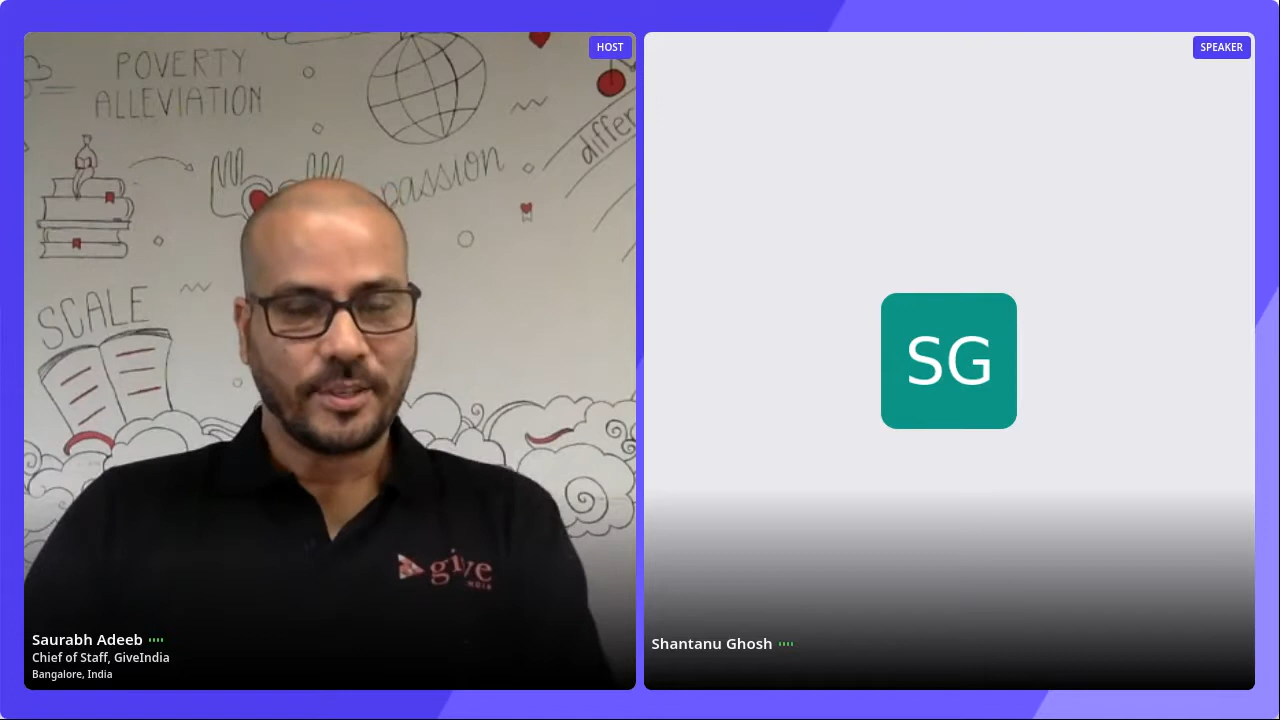 HOST
POVERTY
ALLEVIATION
differ
passion
SCALE
give
INDIA
Saurabh Adeeb
Chief of Staff, GiveIndia
Bangalore, India
SPEAKER
SG
Shantanu Ghosh